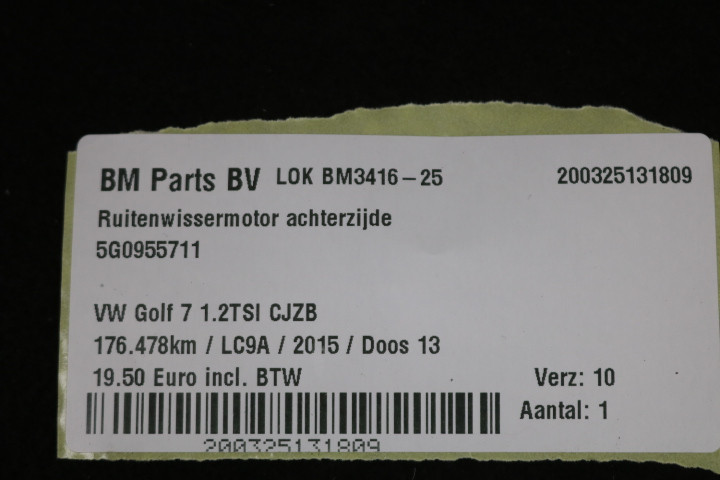 BM Parts BV LOK BM3416-25 200325131809
Ruitenwissermotor achterzijde
5G0955711
VW Golf 7 1.2TSI CJZB
176.478km / LC9A / 2015 / Doos 13
19.50 Euro incl. BTW Verz: 10
Aantal: 1
200325131809